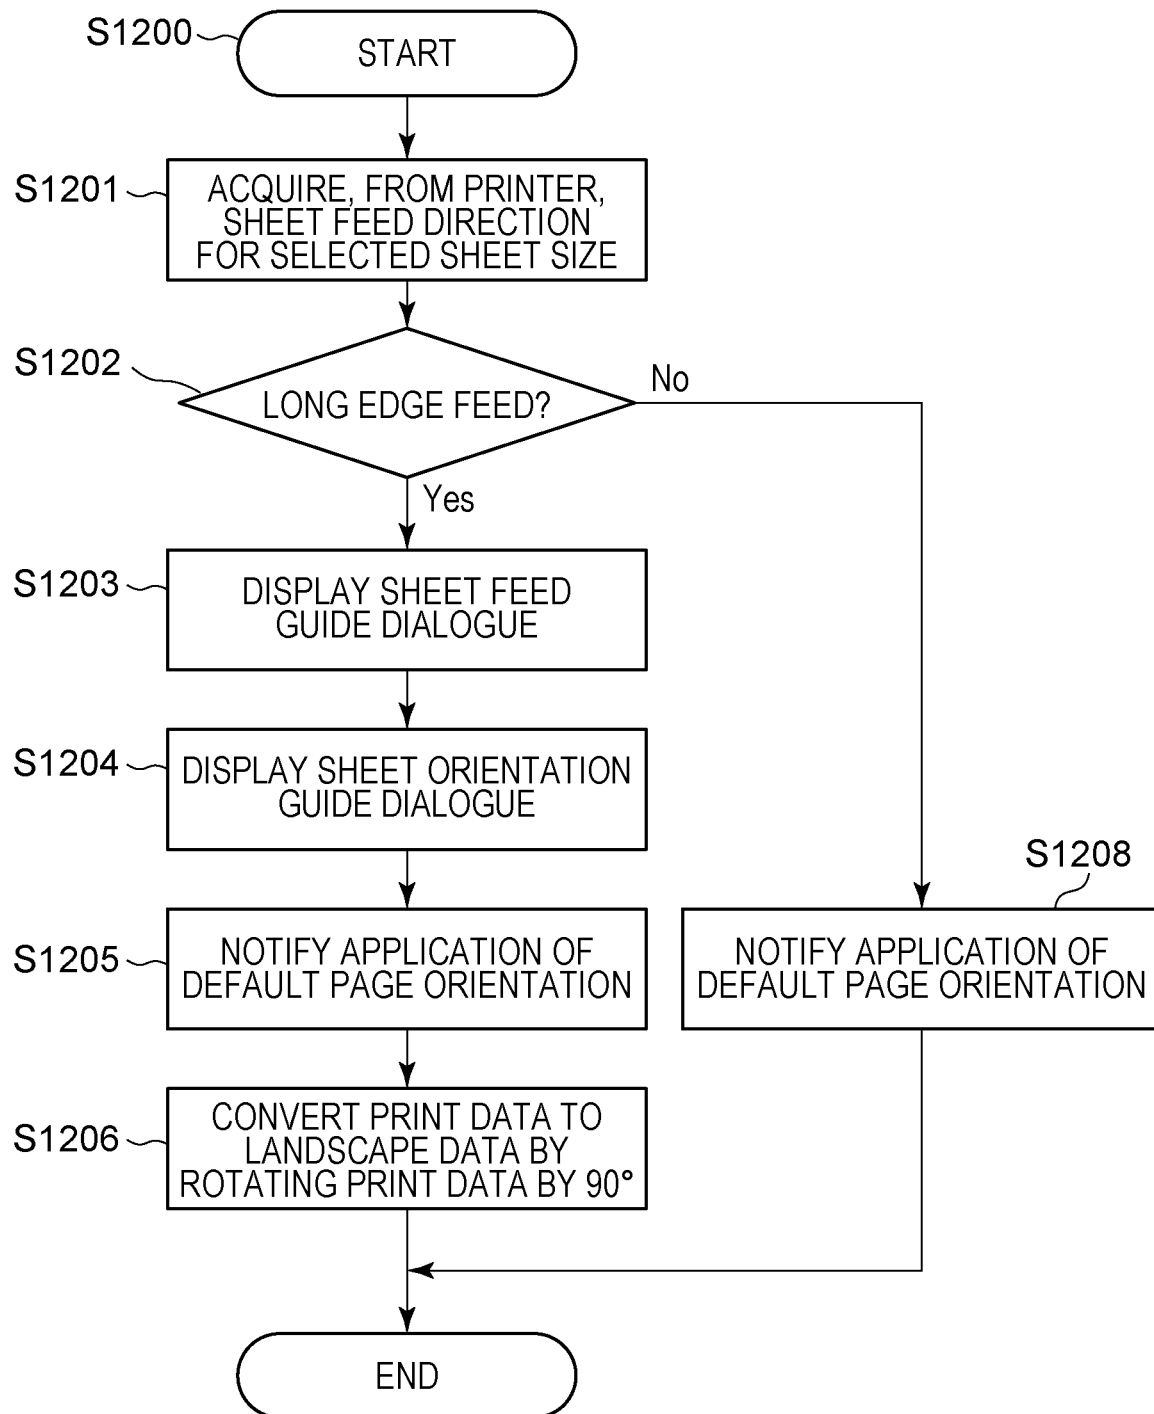 S1200
START
S1201
ACQUIRE, FROM PRINTER,
SHEET FEED DIRECTION
FOR SELECTED SHEET SIZE
S1202
LONG EDGE FEED?
No
Yes
S1203
DISPLAY SHEET FEED
GUIDE DIALOGUE
S1204
DISPLAY SHEET ORIENTATION
GUIDE DIALOGUE
S1205
NOTIFY APPLICATION OF
DEFAULT PAGE ORIENTATION
S1208
NOTIFY APPLICATION OF
DEFAULT PAGE ORIENTATION
S1206
CONVERT PRINT DATA TO
LANDSCAPE DATA BY
ROTATING PRINT DATA BY 90°
END